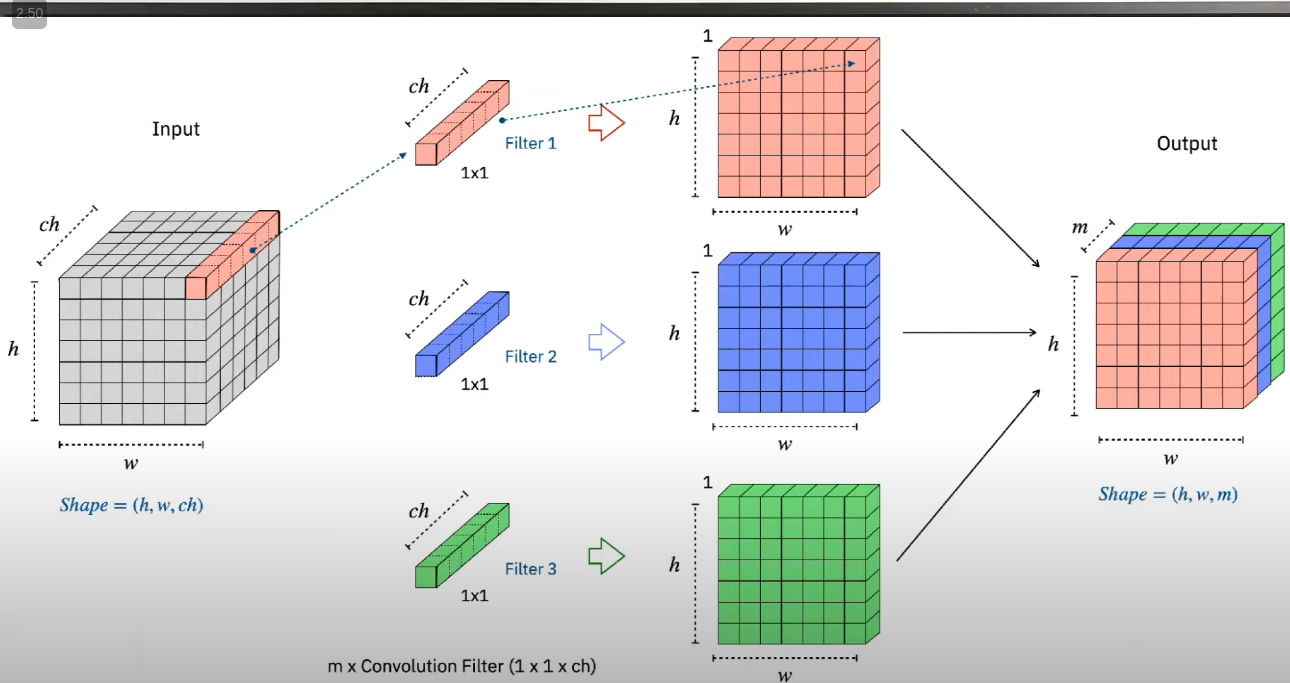 2.50
Input
ch
h
w
Shape = (h, w, ch)
ch
Filter 1
1x1
ch
Filter 2
1x1
ch
Filter 3
1x1
m x Convolution Filter (1 x 1 x ch)
1
h
w
1
h
w
1
h
w
Output
m
h
w
Shape = (h, w, m)